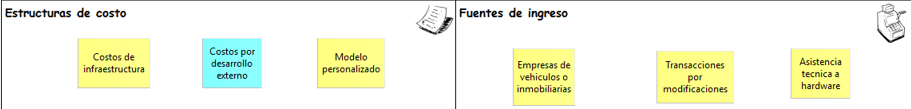 Estructuras de costo
Costos de
infraestructura
Costos por
desarrollo
externo
Modelo
personalizado
Fuentes de ingreso
Empresas de
vehiculos o
inmobiliarias
Transacciones
por
modificaciones
Asistencia
tecnica a
hardware